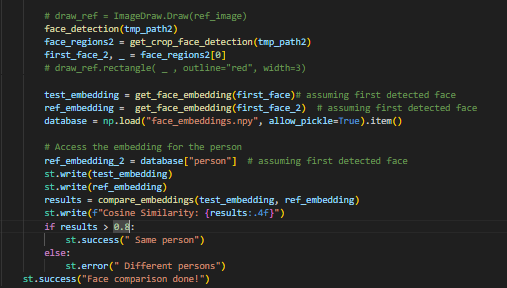 # draw_ref = ImageDraw.Draw(ref_image)
face_detection(tmp_path2)
face_regions2 = get_crop_face_detection(tmp_path2)
first_face_2, _ = face_regions2[0]
# draw_ref.rectangle( _ , outline="red", width=3)
test_embedding = get_face_embedding(first_face)# assuming first detected face
ref_embedding =  get_face_embedding(first_face_2)  # assuming first detected face
database = np.load("face_embeddings.npy", allow_pickle=True).item()
# Access the embedding for the person
ref_embedding_2 = database["person"]  # assuming first detected face
st.write(test_embedding)
st.write(ref_embedding)
results = compare_embeddings(test_embedding, ref_embedding)
st.write(f"Cosine Similarity: {results:.4f}")
if results > 0.8:
st.success(" Same person")
else:
st.error(" Different persons")
st.success("Face comparison done!")